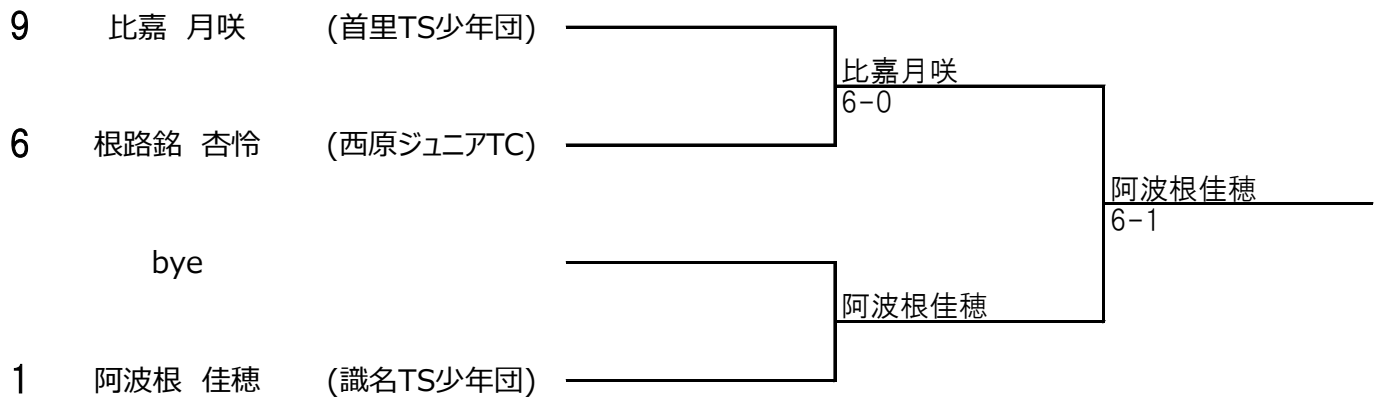 9 比嘉 月咲 (首里TS少年団)
比嘉月咲
6-0
6 根路銘 杏怜 (西原ジュニアTC)
阿波根佳穂
6-1
bye
阿波根佳穂
1 阿波根 佳穂 (識名TS少年団)